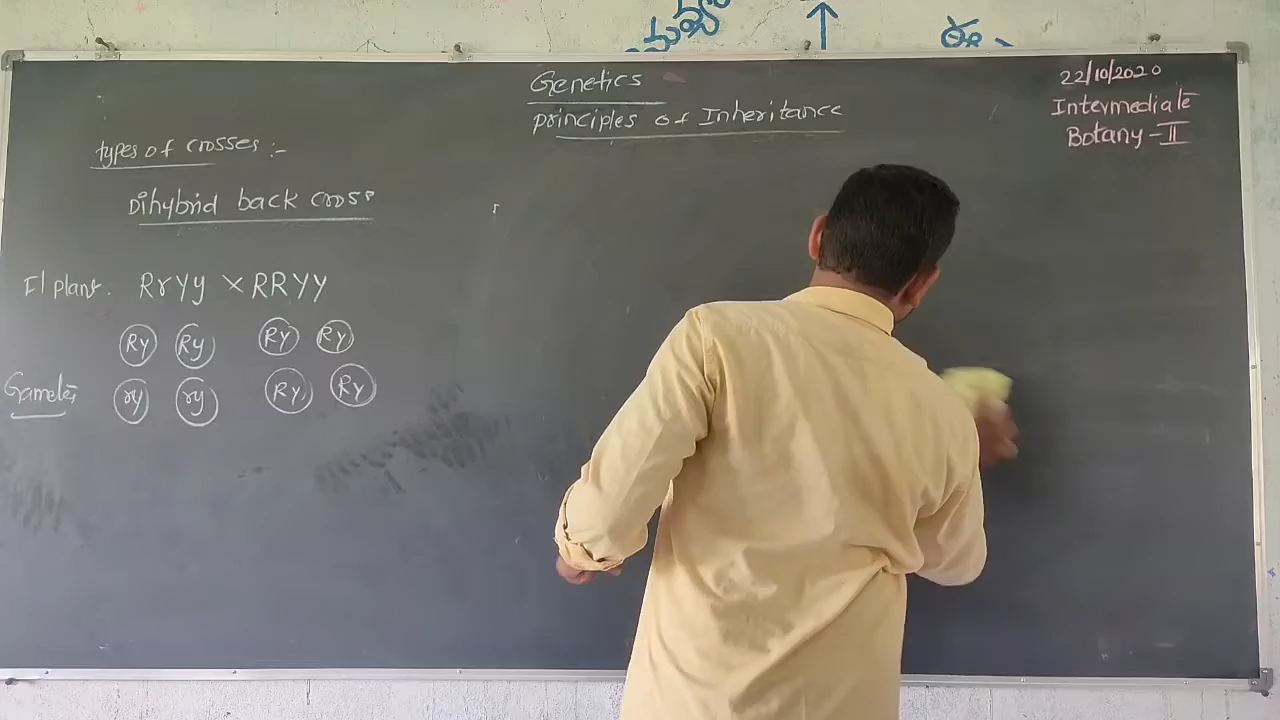 Genetics
principles of Inheritance
22/10/2020
Intermediate
Botany-II
types of crosses :-
Dihybrid back cross
F1 plant. RrYy × RRYY
RY Ry RY RY
Gametes rY ry RY RY